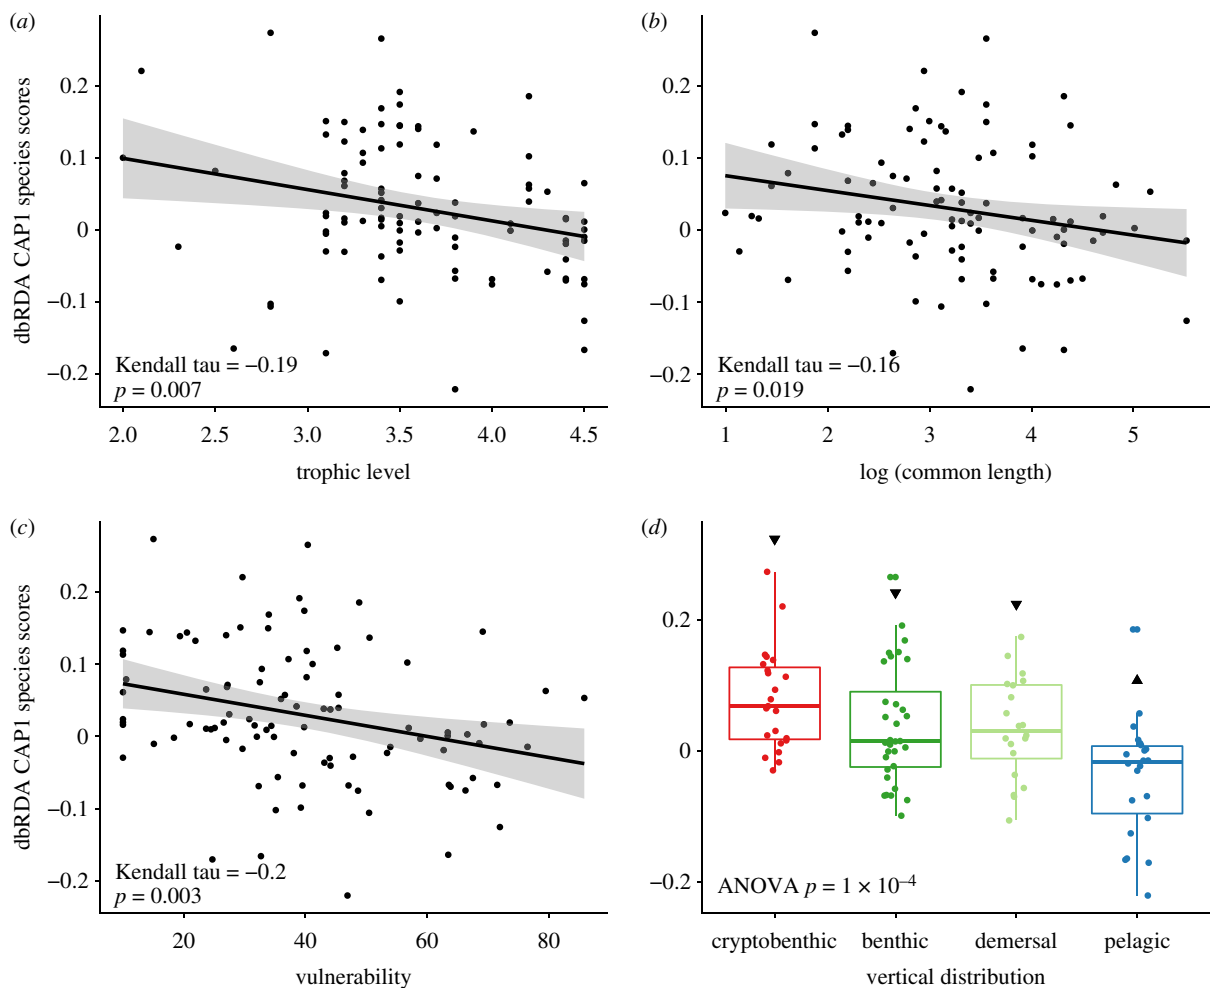 (a)
dbRDA CAP1 species scores
0.2
0.1
0
−0.1
−0.2
Kendall tau = −0.19
p = 0.007
2.0 2.5 3.0 3.5 4.0 4.5
trophic level
(b)
0.2
0.1
0
−0.1
−0.2
Kendall tau = −0.16
p = 0.019
1 2 3 4 5
log (common length)
(c)
dbRDA CAP1 species scores
0.2
0.1
0
−0.1
−0.2
Kendall tau = −0.2
p = 0.003
20 40 60 80
vulnerability
(d)
0.2
0
−0.2
ANOVA p = 1 × 10⁻⁴
cryptobenthic benthic demersal pelagic
vertical distribution